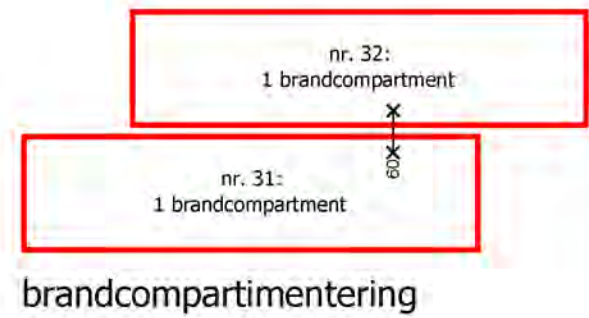 nr. 32:
1 brandcompartment
60
nr. 31:
1 brandcompartment
brandcompartimentering